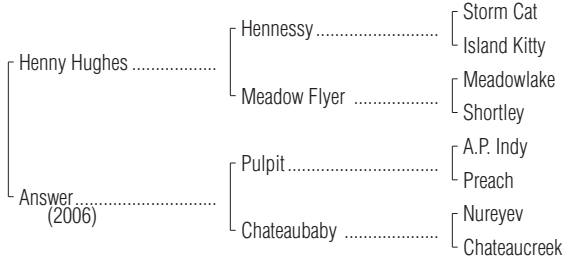 Storm Cat
Hennessy
Island Kitty
Henny Hughes
Meadowlake
Meadow Flyer
Shortley
A.P. Indy
Pulpit
Preach
Answer
(2006)
Nureyev
Chateaubaby
Chateaucreek